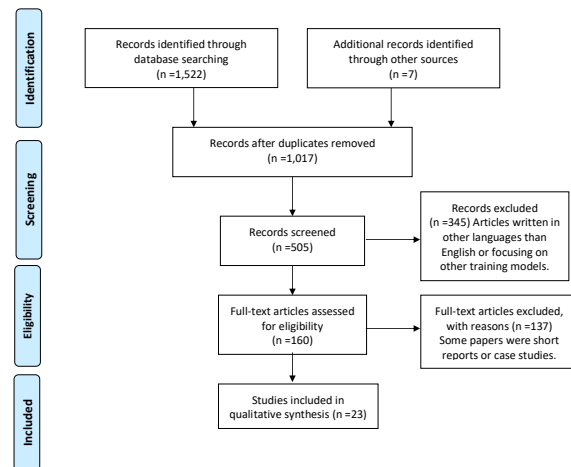 Identification
Records identified through
database searching
(n =1,522)
Additional records identified
through other sources
(n =7)
Records after duplicates removed
(n =1,017)
Screening
Records screened
(n =505)
Records excluded
(n =345) Articles written in
other languages than
English or focusing on
other training models.
Eligibility
Full-text articles assessed
for eligibility
(n =160)
Full-text articles excluded,
with reasons (n =137)
Some papers were short
reports or case studies.
Included
Studies included in
qualitative synthesis (n =23)